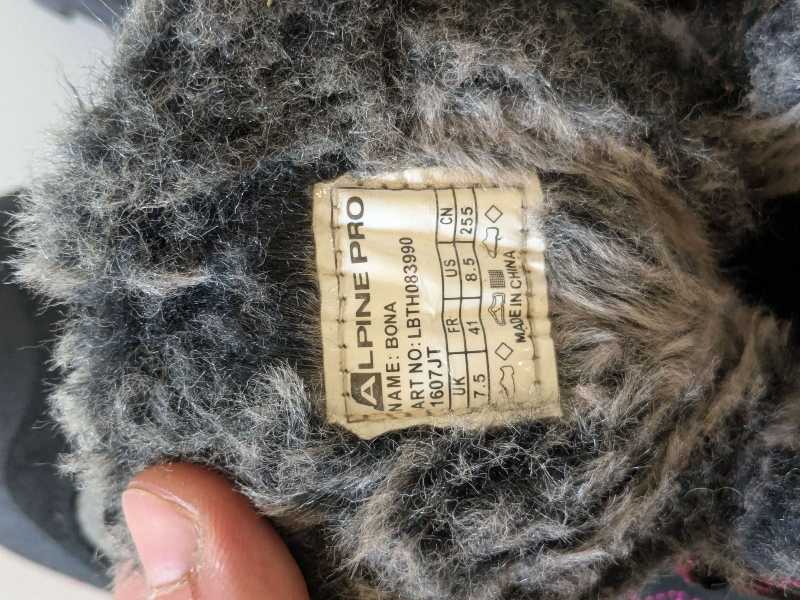 ALPINE PRO
NAME: BONA
ART NO: LBTH083990
1607JT
UK FR US CN
7.5 41 8.5 255
MADE IN CHINA